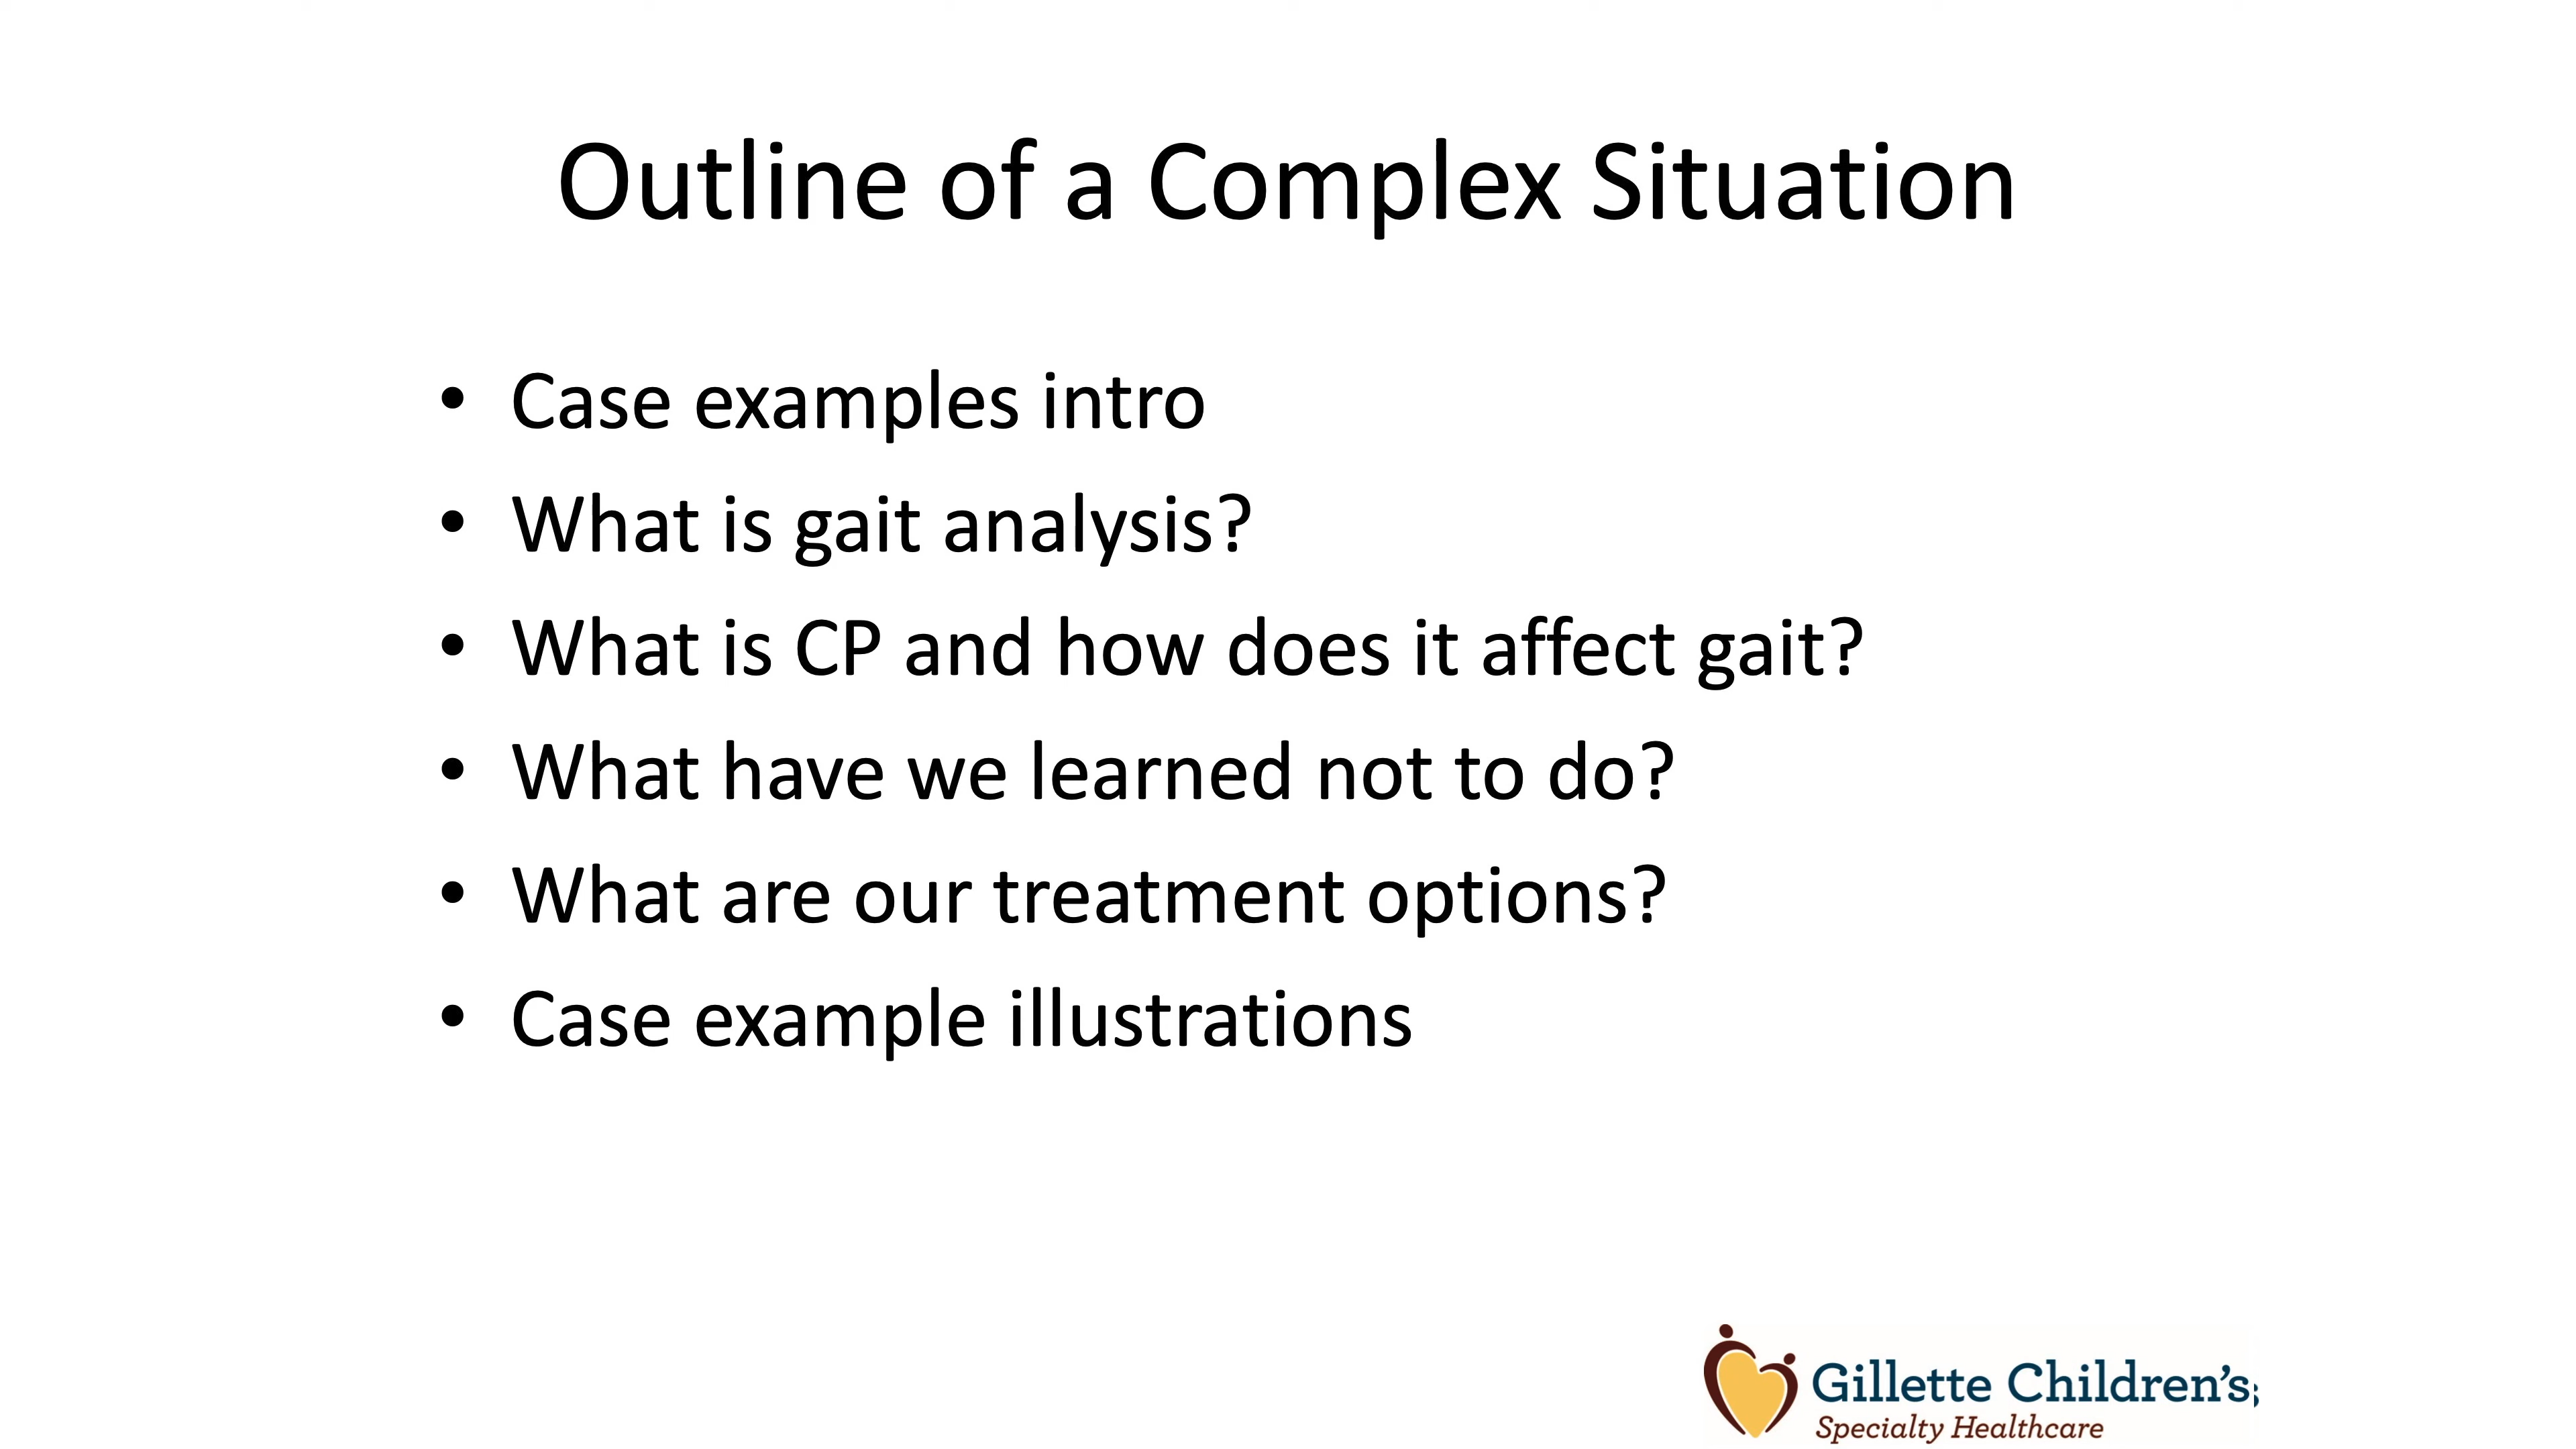 Outline of a Complex Situation
• Case examples intro
• What is gait analysis?
• What is CP and how does it affect gait?
• What have we learned not to do?
• What are our treatment options?
• Case example illustrations
Gillette Children's
Specialty Healthcare